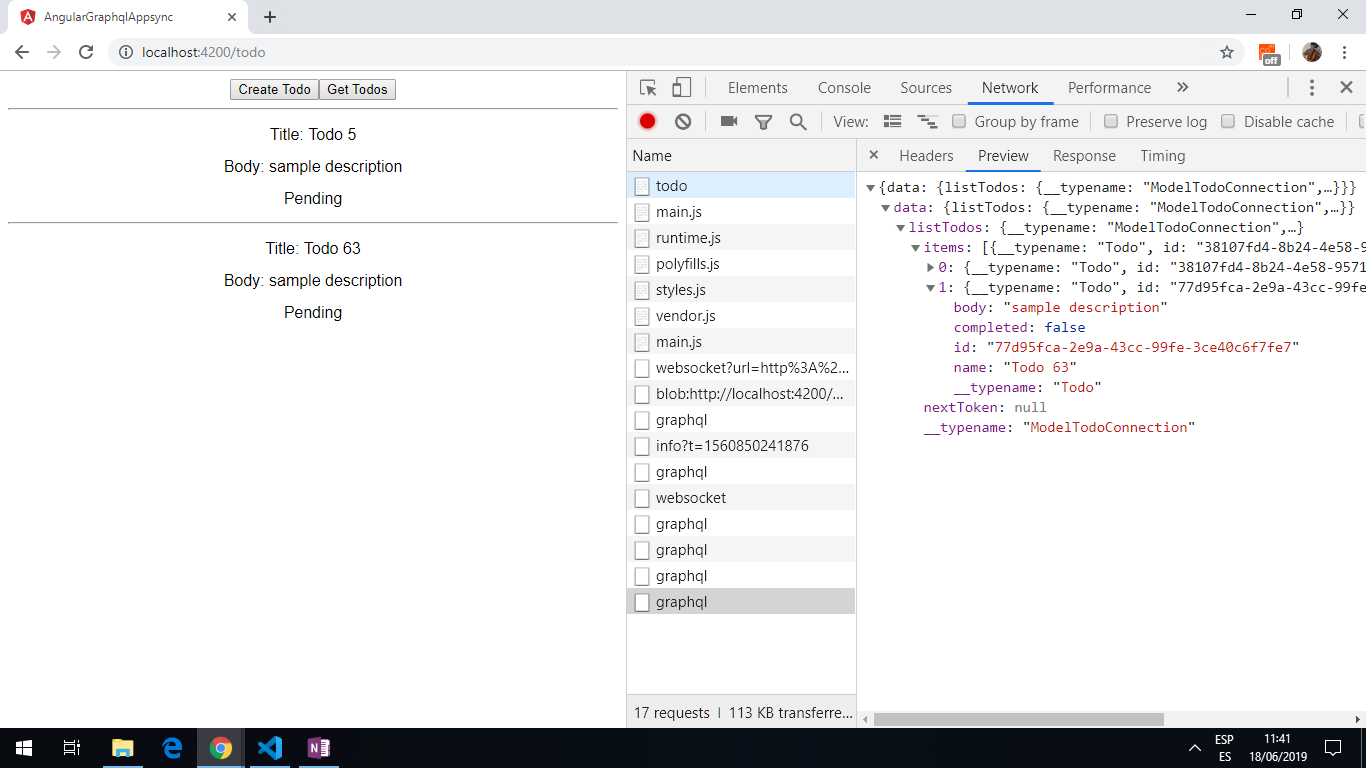 AngularGraphqlAppsync
localhost:4200/todo
off
Create Todo Get Todos
Title: Todo 5
Body: sample description
Pending
Title: Todo 63
Body: sample description
Pending
Elements Console Sources Network Performance
View: Group by frame Preserve log Disable cache
Name
todo
main.js
runtime.js
polyfills.js
styles.js
vendor.js
main.js
websocket?url=http%3A%2...
blob:http://localhost:4200/...
graphql
info?t=1560850241876
graphql
websocket
graphql
graphql
graphql
graphql
17 requests 113 KB transferre...
Headers Preview Response Timing
{data: {listTodos: {__typename: "ModelTodoConnection",…}}}
data: {listTodos: {__typename: "ModelTodoConnection",…}}
listTodos: {__typename: "ModelTodoConnection",…}
items: [{__typename: "Todo", id: "38107fd4-8b24-4e58-9
0: {__typename: "Todo", id: "38107fd4-8b24-4e58-9571
1: {__typename: "Todo", id: "77d95fca-2e9a-43cc-99fe
body: "sample description"
completed: false
id: "77d95fca-2e9a-43cc-99fe-3ce40c6f7fe7"
name: "Todo 63"
__typename: "Todo"
nextToken: null
__typename: "ModelTodoConnection"
ESP
ES
11:41
18/06/2019